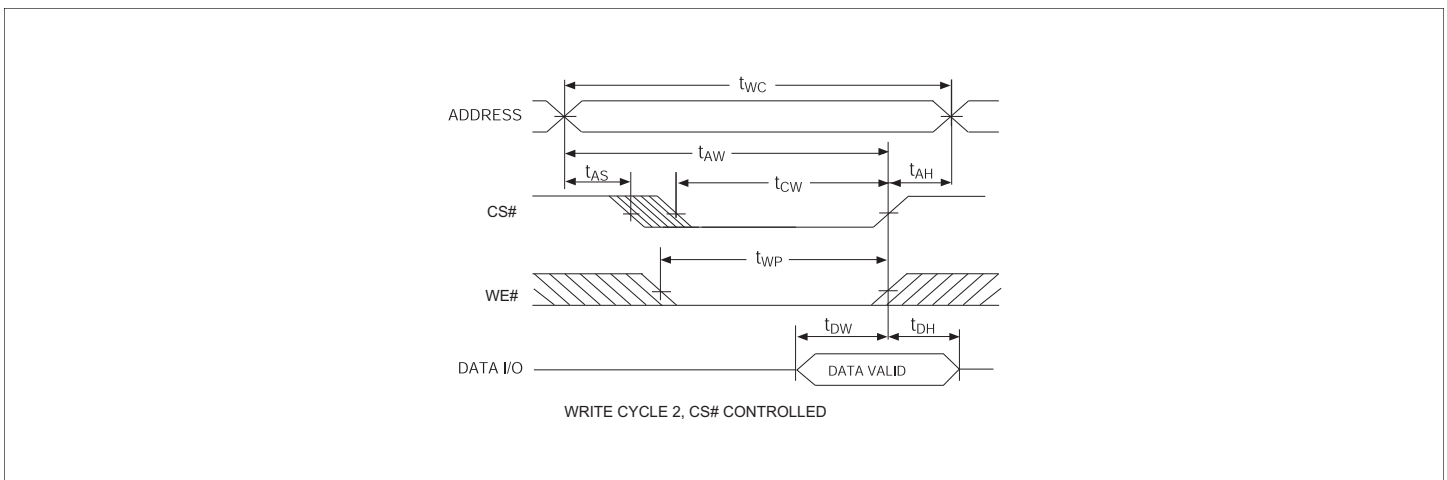 tWC
ADDRESS
tAW
tAS
tCW
tAH
CS#
tWP
WE#
tDW
tDH
DATA I/O
DATA VALID
WRITE CYCLE 2, CS# CONTROLLED